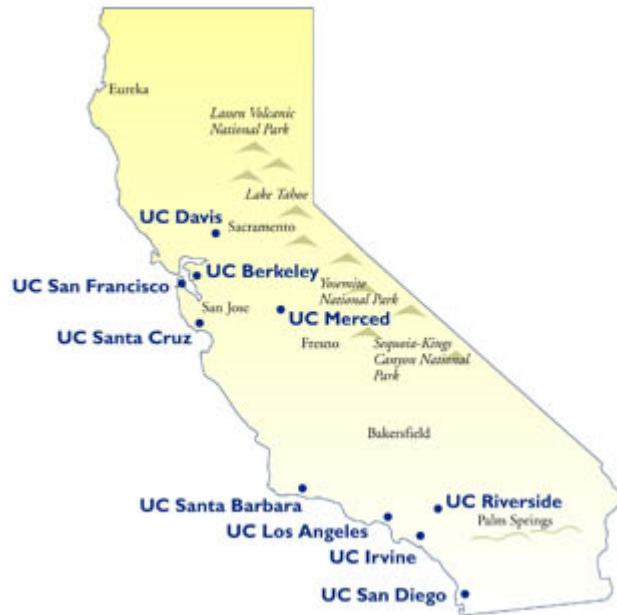 Eureka
Lassen Volcanic
National Park
Lake Tahoe
UC Davis
Sacramento
UC Berkeley
UC San Francisco
Yosemite
National Park
San Jose
UC Merced
UC Santa Cruz
Fresno
Sequoia-Kings
Canyon National
Park
Bakersfield
UC Santa Barbara
UC Riverside
Palm Springs
UC Los Angeles
UC Irvine
UC San Diego